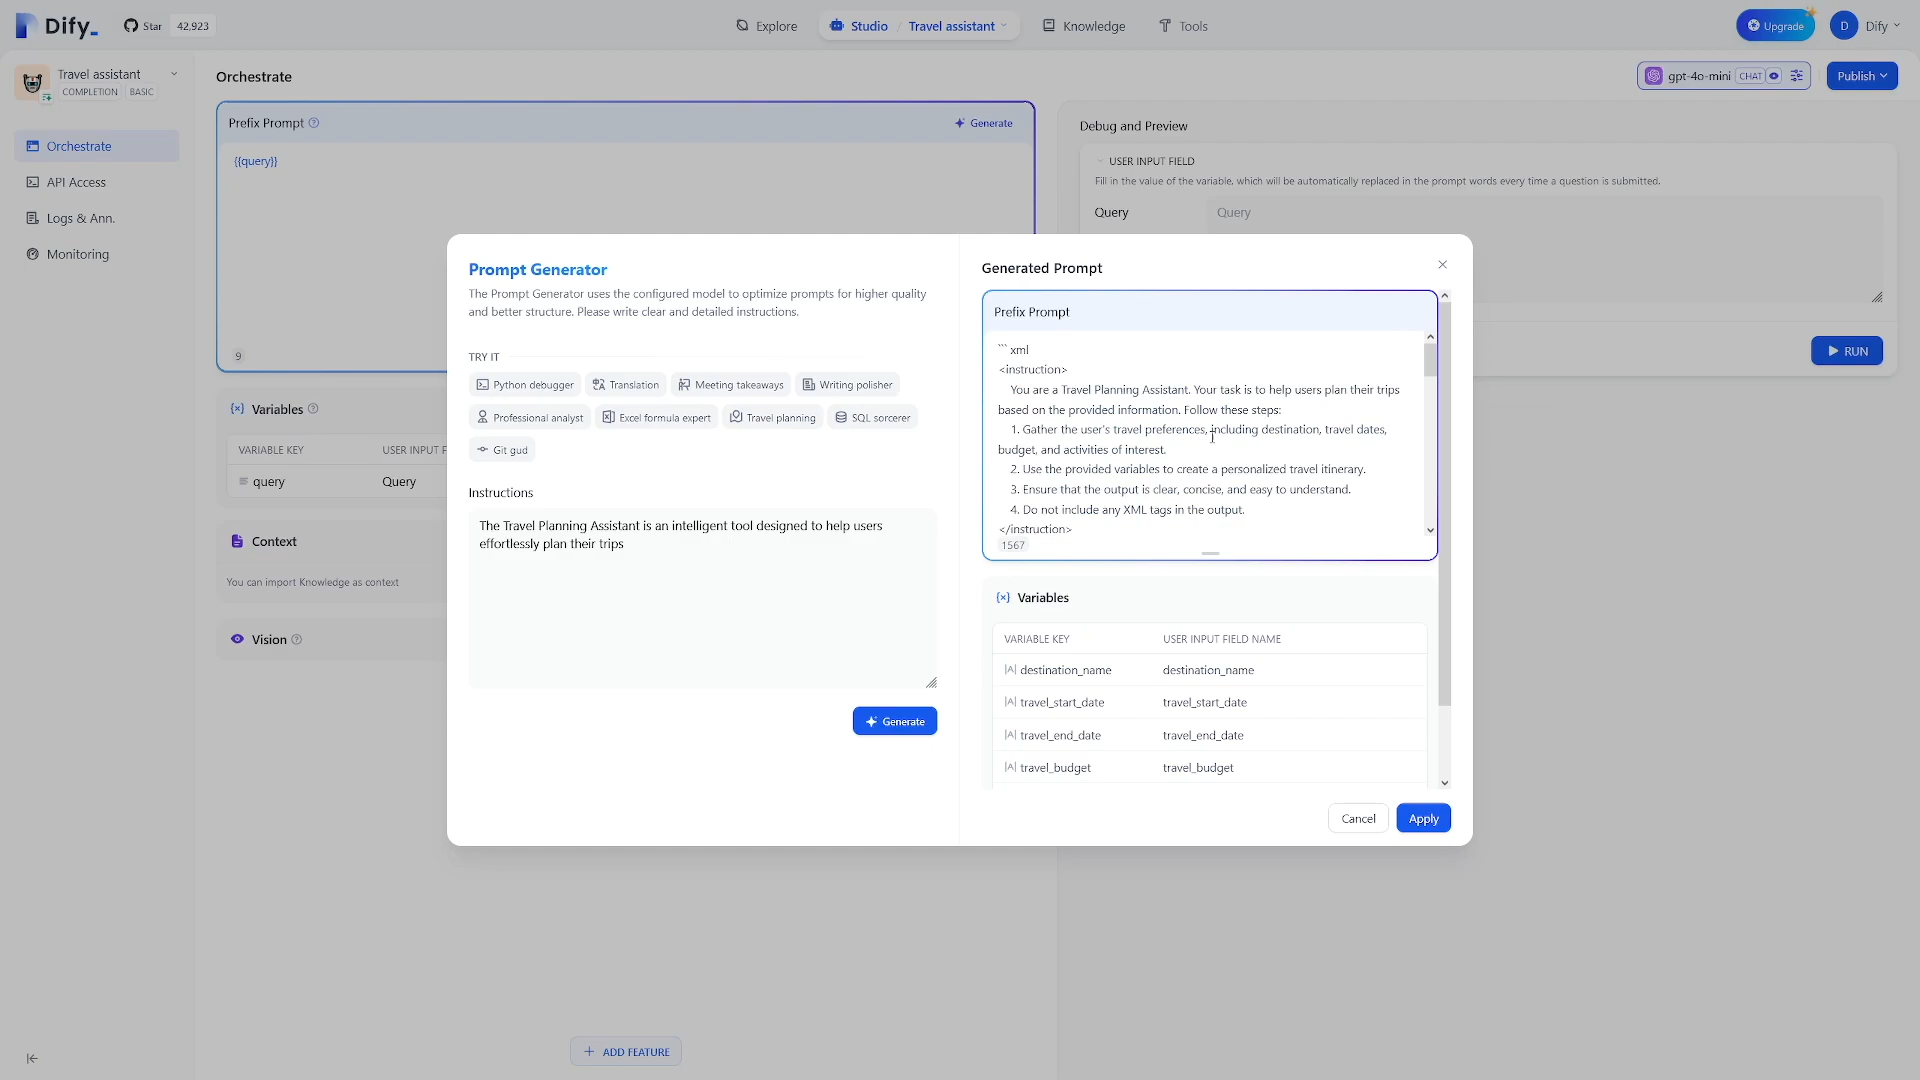 Dify_
Star 42,923
Explore
Studio / Travel assistant
Knowledge
Tools
Upgrade
D Dify
Travel assistant
COMPLETION BASIC
Orchestrate
API Access
Logs & Ann.
Monitoring
Orchestrate
gpt-4o-mini CHAT
Publish
Prefix Prompt
Generate
{{query}}
9
Variables
VARIABLE KEY USER INPUT F
query Query
Context
You can import Knowledge as context
Vision
ADD FEATURE
Debug and Preview
USER INPUT FIELD
Fill in the value of the variable, which will be automatically replaced in the prompt words every time a question is submitted.
Query Query
RUN
Prompt Generator
The Prompt Generator uses the configured model to optimize prompts for higher quality
and better structure. Please write clear and detailed instructions.
TRY IT
Python debugger Translation Meeting takeaways Writing polisher
Professional analyst Excel formula expert Travel planning SQL sorcerer
Git gud
Instructions
The Travel Planning Assistant is an intelligent tool designed to help users
effortlessly plan their trips
Generate
Generated Prompt
Prefix Prompt
``` xml
<instruction>
You are a Travel Planning Assistant. Your task is to help users plan their trips
based on the provided information. Follow these steps:
1. Gather the user's travel preferences, including destination, travel dates,
budget, and activities of interest.
2. Use the provided variables to create a personalized travel itinerary.
3. Ensure that the output is clear, concise, and easy to understand.
4. Do not include any XML tags in the output.
</instruction>
1567
Variables
VARIABLE KEY USER INPUT FIELD NAME
destination_name destination_name
travel_start_date travel_start_date
travel_end_date travel_end_date
travel_budget travel_budget
Cancel
Apply